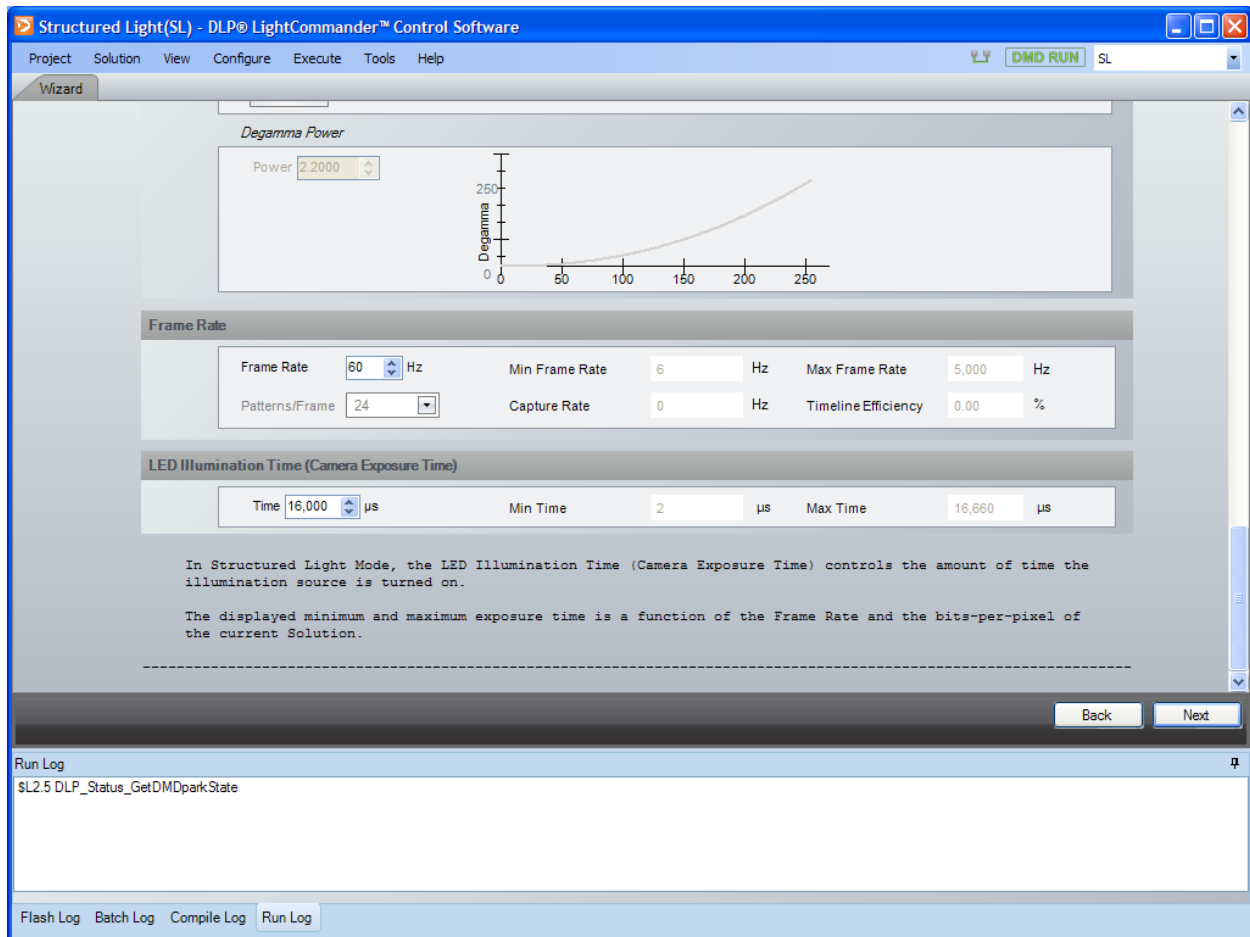 Structured Light(SL) - DLP® LightCommander™ Control Software
Project Solution View Configure Execute Tools Help DMD RUN SL
Wizard
Degamma Power
Power 2.2000
250
Degamma
0
0 50 100 150 200 250
Frame Rate
Frame Rate 60 Hz Min Frame Rate 6 Hz Max Frame Rate 5,000 Hz
Patterns/Frame 24 Capture Rate 0 Hz Timeline Efficiency 0.00 %
LED Illumination Time (Camera Exposure Time)
Time 16,000 µs Min Time 2 µs Max Time 16,660 µs
In Structured Light Mode, the LED Illumination Time (Camera Exposure Time) controls the amount of time the
illumination source is turned on.
The displayed minimum and maximum exposure time is a function of the Frame Rate and the bits-per-pixel of
the current Solution.
Back Next
Run Log
$L2.5 DLP_Status_GetDMDparkState
Flash Log Batch Log Compile Log Run Log